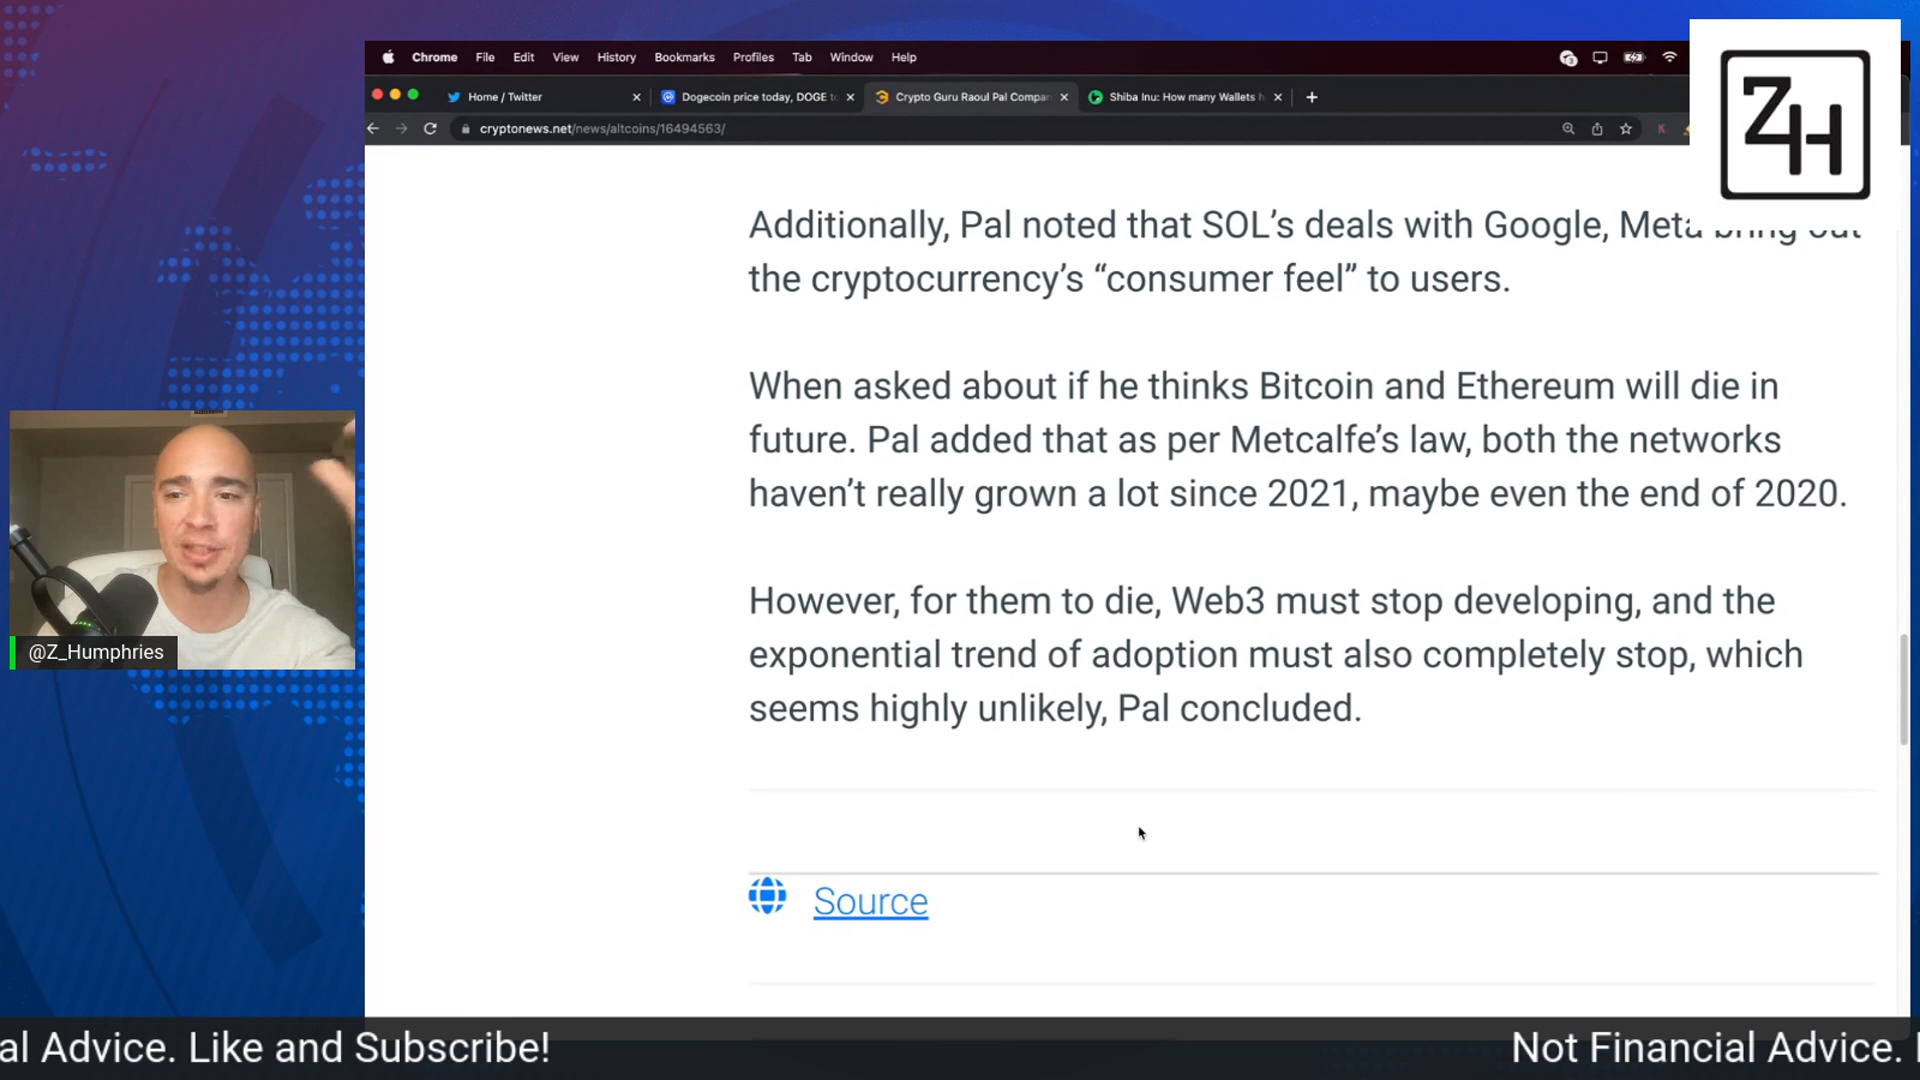 Chrome File Edit View History Bookmarks Profiles Tab Window Help
Home / Twitter
Dogecoin price today, DOGE to
Crypto Guru Raoul Pal Compar
Shiba Inu: How many Wallets h
cryptonews.net/news/altcoins/16494563/
ZH
Additionally, Pal noted that SOL’s deals with Google, Meta bring out
the cryptocurrency’s “consumer feel” to users.
When asked about if he thinks Bitcoin and Ethereum will die in
future. Pal added that as per Metcalfe’s law, both the networks
haven’t really grown a lot since 2021, maybe even the end of 2020.
However, for them to die, Web3 must stop developing, and the
exponential trend of adoption must also completely stop, which
seems highly unlikely, Pal concluded.
@Z_Humphries
Source
al Advice. Like and Subscribe!
Not Financial Advice.